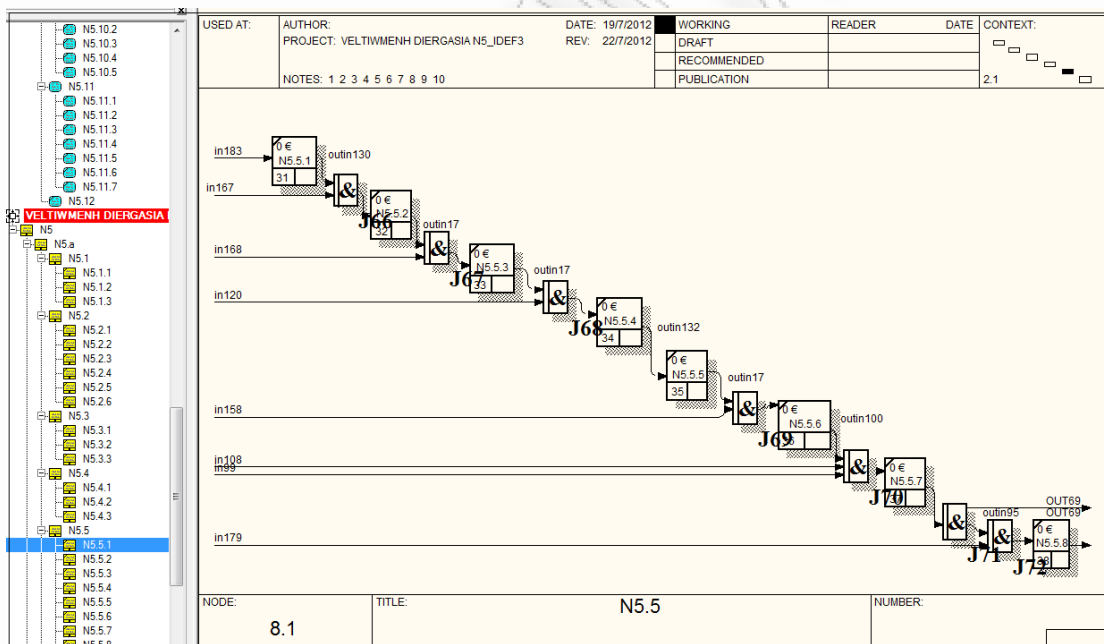 N5.10.2
N5.10.3
N5.10.4
N5.10.5
N5.11
N5.11.1
N5.11.2
N5.11.3
N5.11.4
N5.11.5
N5.11.6
N5.11.7
N5.12
VELTIWMENH DIERGASIA
N5
N5.a
N5.1
N5.1.1
N5.1.2
N5.1.3
N5.2
N5.2.1
N5.2.2
N5.2.3
N5.2.4
N5.2.5
N5.2.6
N5.3
N5.3.1
N5.3.2
N5.3.3
N5.4
N5.4.1
N5.4.2
N5.4.3
N5.5
N5.5.1
N5.5.2
N5.5.3
N5.5.4
N5.5.5
N5.5.6
N5.5.7
N5.5.8
USED AT:
AUTHOR:
DATE: 19/7/2012
PROJECT: VELTIWMENH DIERGASIA N5_IDEF3
REV: 22/7/2012
NOTES: 1 2 3 4 5 6 7 8 9 10
WORKING
DRAFT
RECOMMENDED
PUBLICATION
READER
DATE
CONTEXT:
2.1
in183
0 €
N5.5.1
31
outin130
in167
&
J66
0 €
N5.5.2
32
outin17
in168
&
J67
0 €
N5.5.3
33
outin17
in120
&
J68
0 €
N5.5.4
34
outin132
0 €
N5.5.5
35
outin17
in158
&
J69
0 €
N5.5.6
outin100
in108
in99
&
J70
0 €
N5.5.7
OUT69
&
J71
outin95
in179
&
J72
OUT69
0 €
N5.5.8
NODE:
8.1
TITLE:
N5.5
NUMBER: